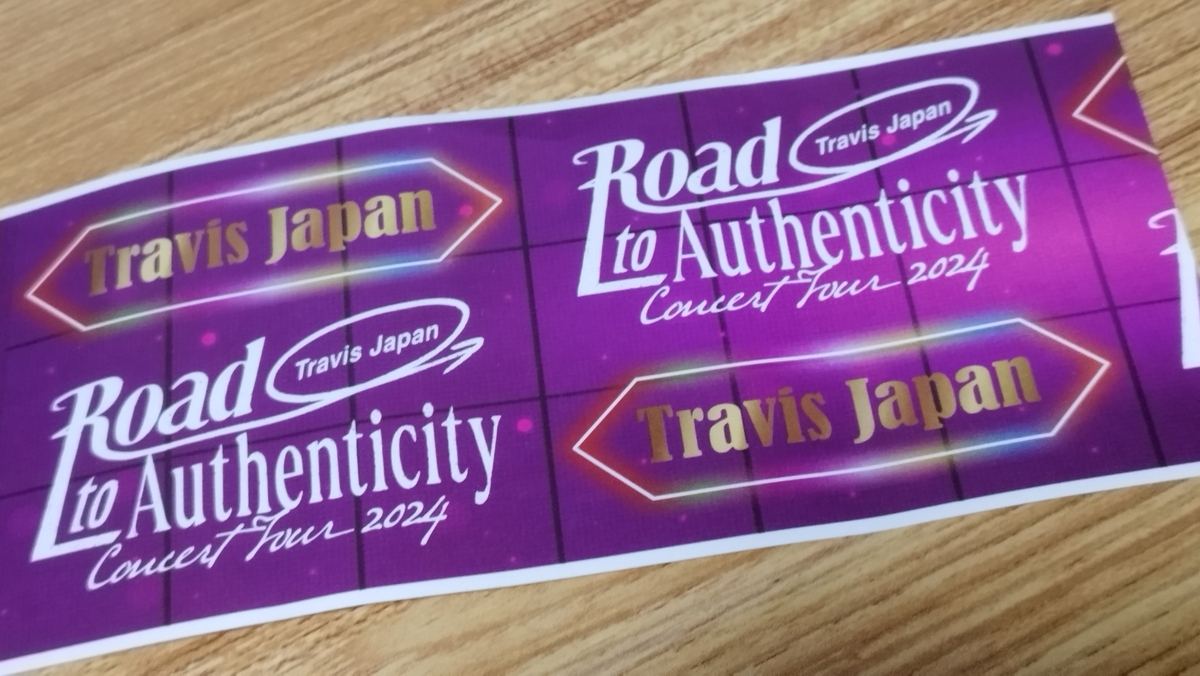 Travis Japan
Road Travis Japan
to Authenticity
Concert Tour 2024
Road Travis Japan
to Authenticity
Concert Tour 2024
Travis Japan